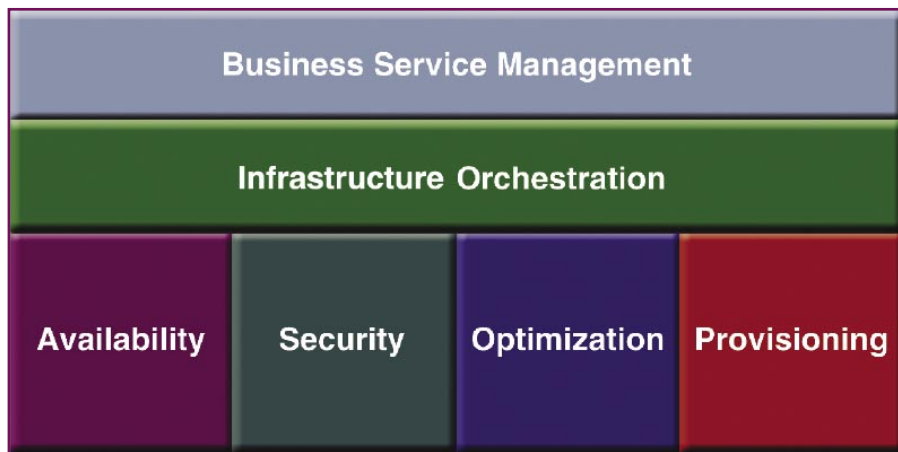 Business Service Management
Infrastructure Orchestration
Availability Security Optimization Provisioning